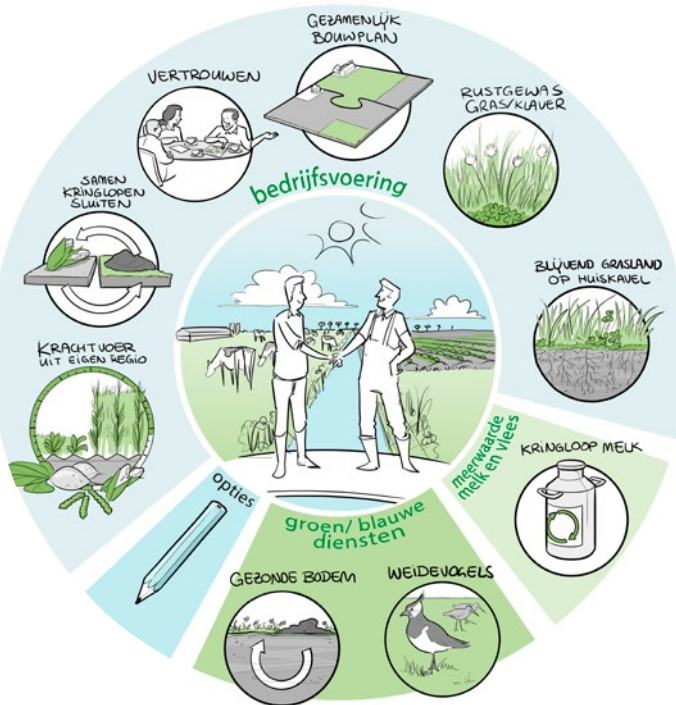 GEZAMENLIJK
BOUWPLAN
VERTROUWEN
RUSTGEWAS
GRAS/KLAVER
SAMEN
KRINGLOPEN
SLUITEN
bedrijfsvoering
BLIJVEND GRASLAND
OP HUISKAVEL
KRACHTVOER
UIT EIGEN REGIO
meerwaarde
melk en vlees
KRINGLOOP MELK
opties
groen/ blauwe
diensten
GEZONDE BODEM
WEIDEVOGELS